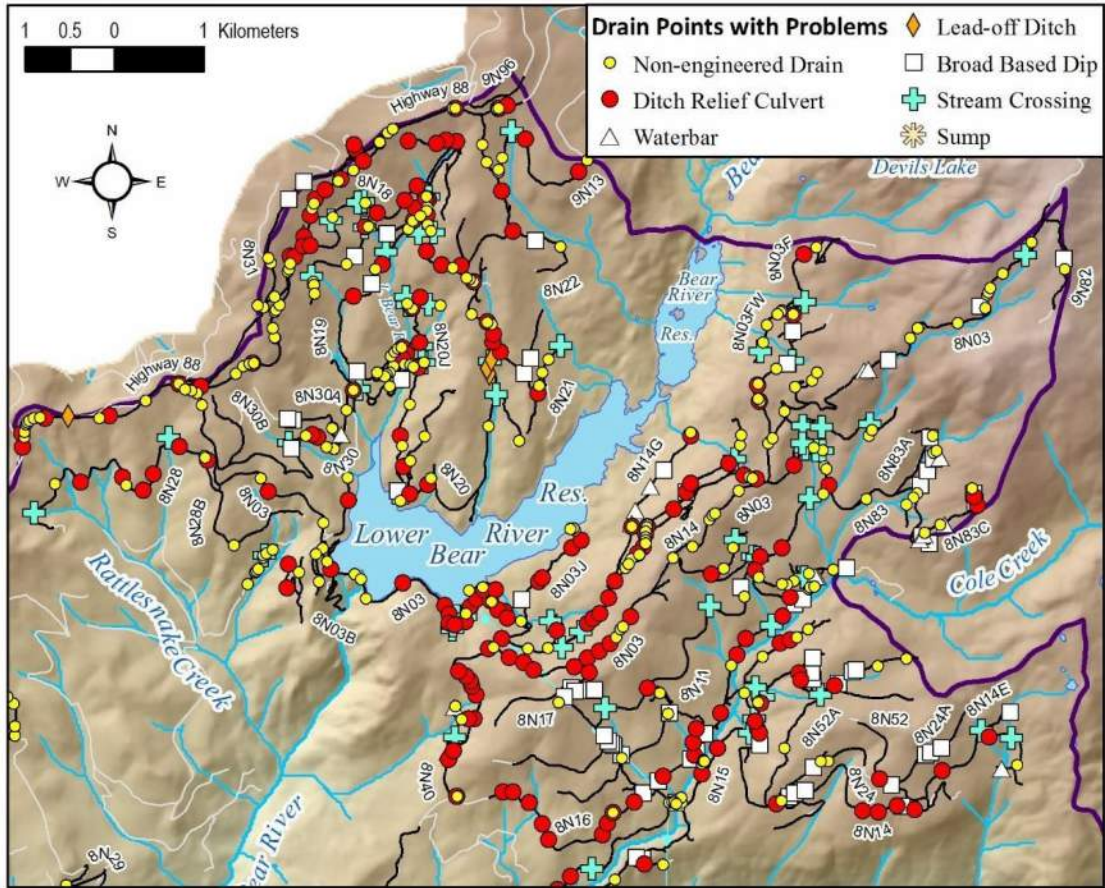 1 0.5 0 1 Kilometers
Drain Points with Problems
Non-engineered Drain
Ditch Relief Culvert
Waterbar
Lead-off Ditch
Broad Based Dip
Stream Crossing
Sump
N
W E
S
Highway 88
9N96
8N18
9N13
Devils Lake
8N31
8N22
Bear
River
Res.
8N03F
9N82
8N19
8N20J
8N03FW
8N03
Highway 88
8N21
8N30A
8N30B
8N30
8N20
8N14G
8N83A
8N28
8N03
8N28B
Lower
Bear River
Res.
8N14
8N03
8N83
8N83C
Cole Creek
Rattlesnake Creek
8N03J
8N03B
8N03
8N03
8N11
8N17
8N52A
8N52
8N24A
8N14E
8N40
8N15
8N24
8N16
8N14
8N29